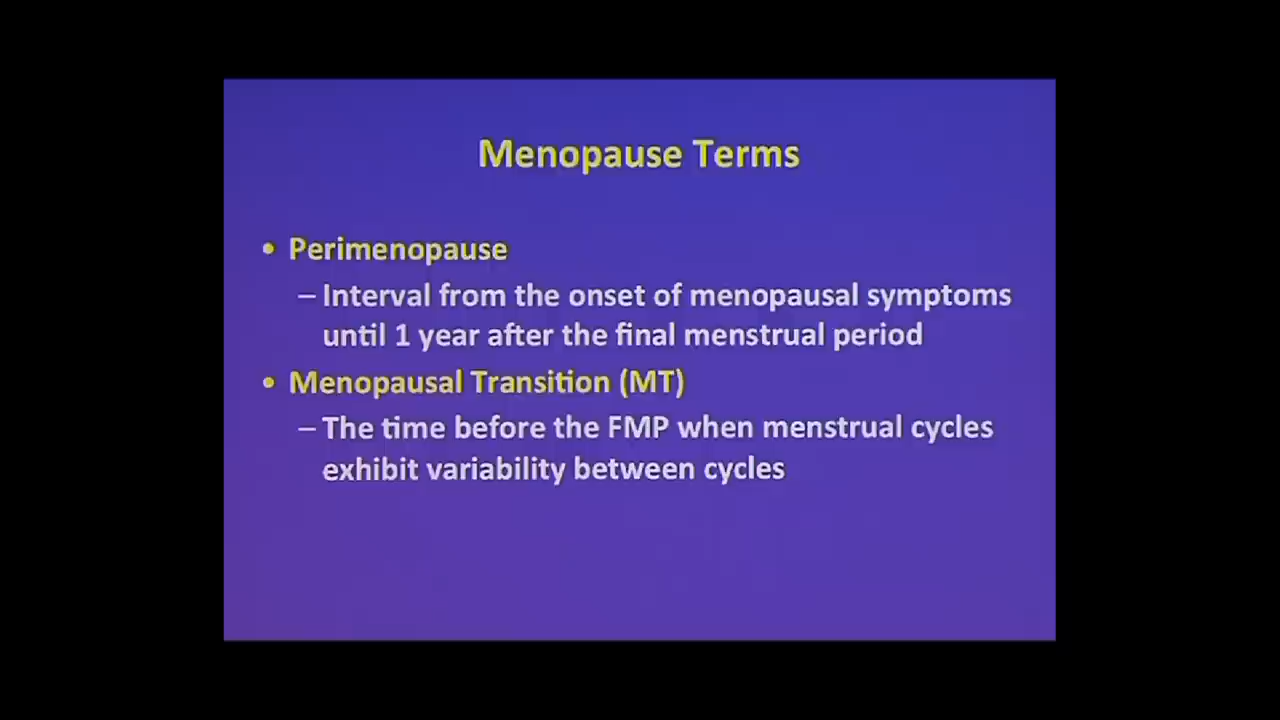 Menopause Terms
• Perimenopause
– Interval from the onset of menopausal symptoms
until 1 year after the final menstrual period
• Menopausal Transition (MT)
– The time before the FMP when menstrual cycles
exhibit variability between cycles